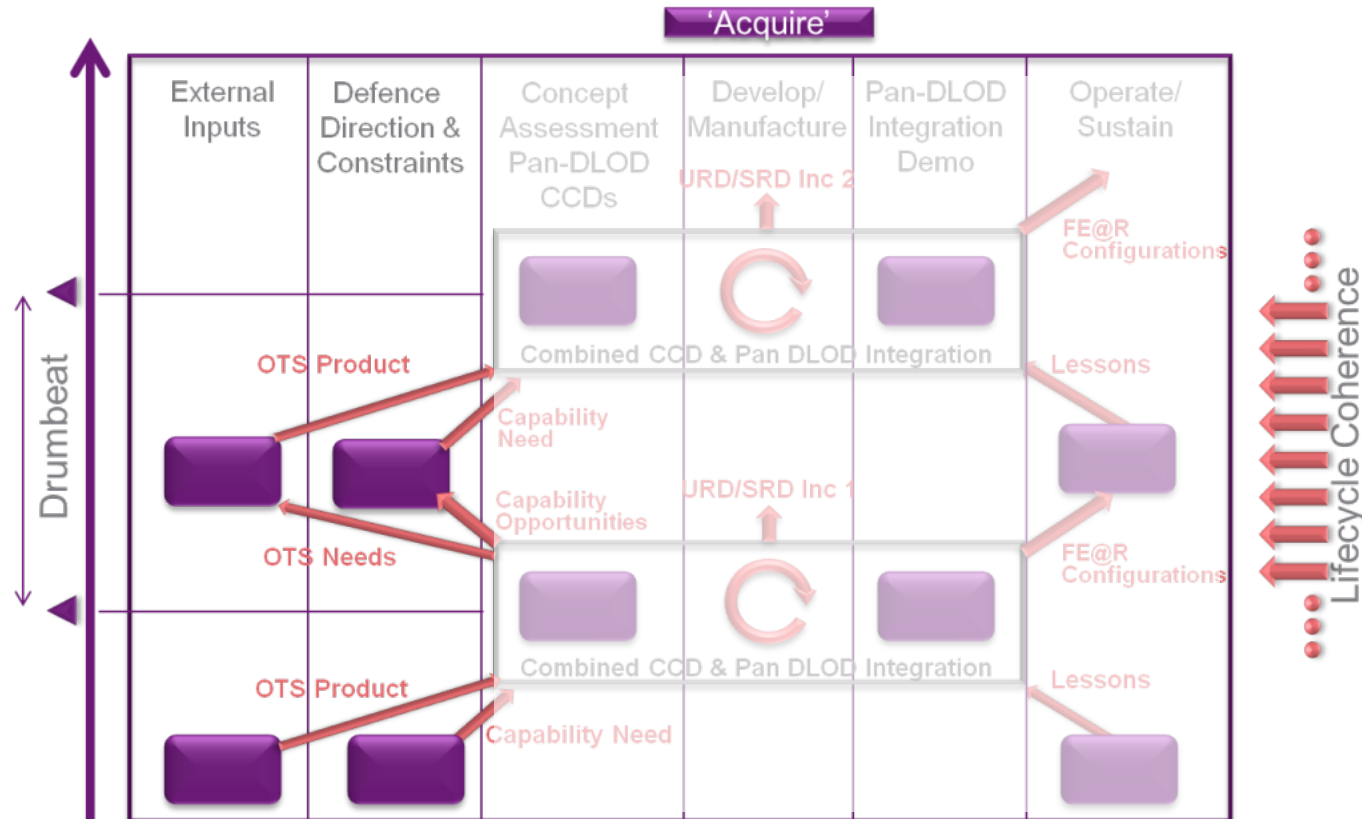 'Acquire'
External
Inputs
Defence
Direction &
Constraints
Concept
Assessment
Pan-DLOD
CCDs
Develop/
Manufacture
Pan-DLOD
Integration
Demo
Operate/
Sustain
URD/SRD Inc 2
FE@R
Configurations
Combined CCD & Pan DLOD Integration
OTS Product
Lessons
Capability
Need
Drumbeat
Lifecycle Coherence
URD/SRD Inc 1
Capability
Opportunities
OTS Needs
FE@R
Configurations
Combined CCD & Pan DLOD Integration
OTS Product
Lessons
Capability Need